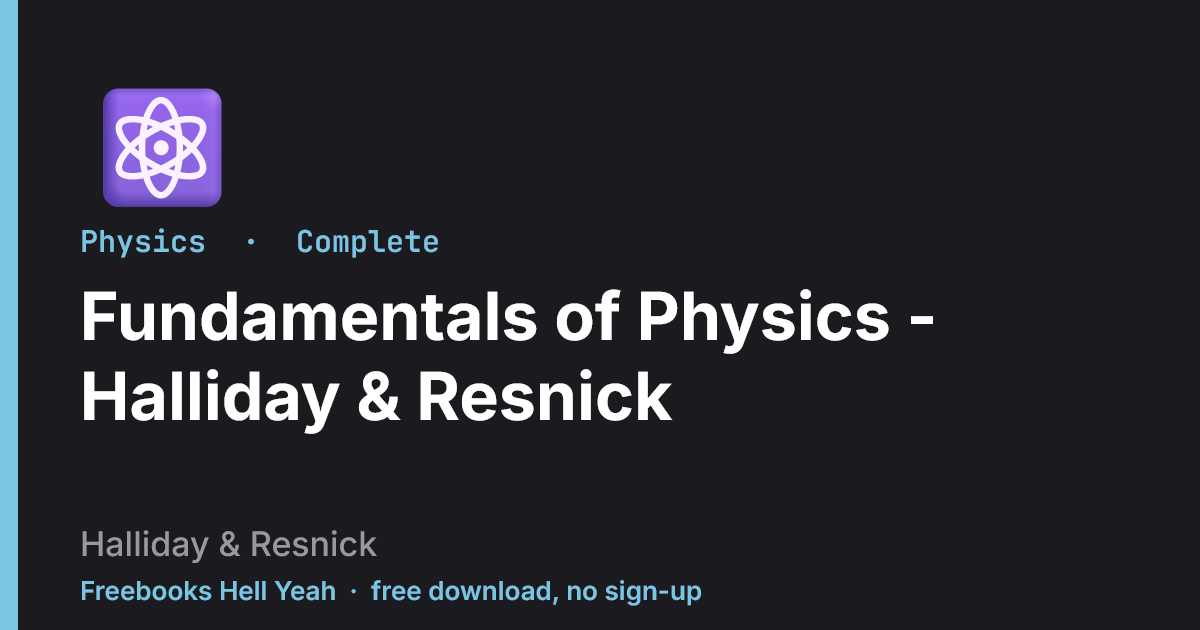 Physics · Complete
Fundamentals of Physics -
Halliday & Resnick
Halliday & Resnick
Freebooks Hell Yeah · free download, no sign-up